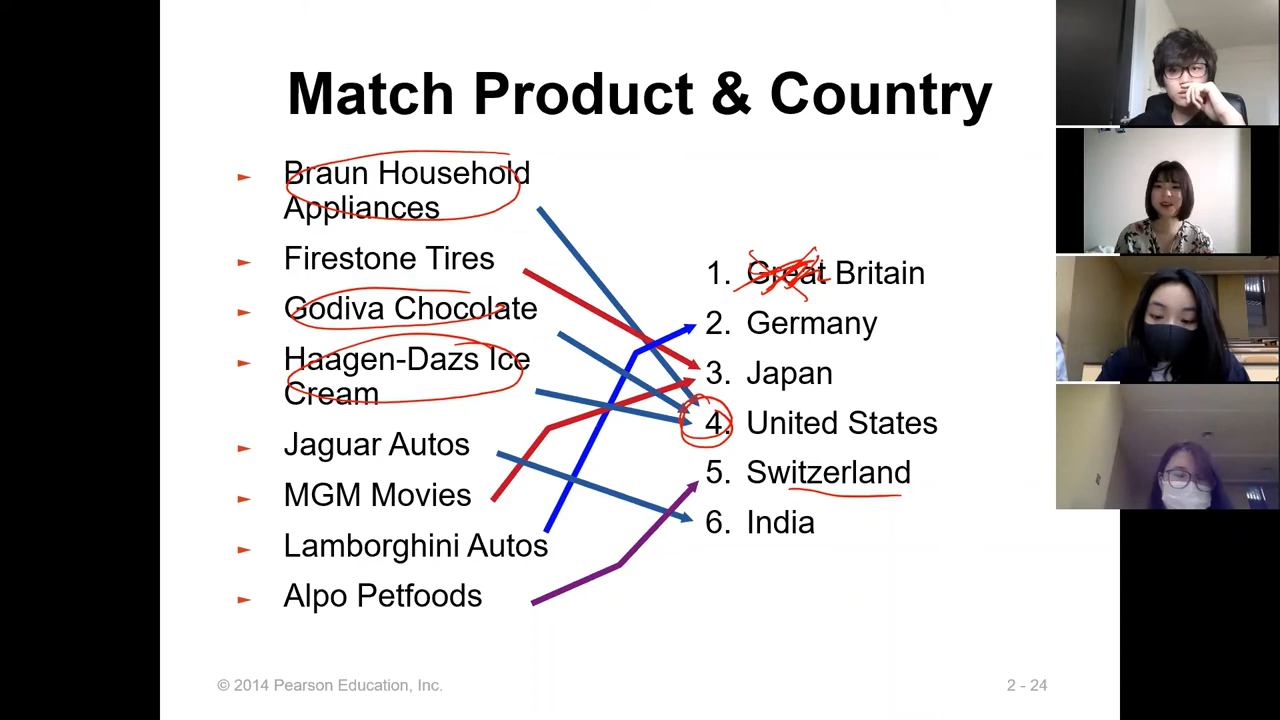 Match Product & Country
► Braun Household
Appliances
► Firestone Tires
► Godiva Chocolate
► Haagen-Dazs Ice
Cream
► Jaguar Autos
► MGM Movies
► Lamborghini Autos
► Alpo Petfoods
1. Great Britain
2. Germany
3. Japan
4. United States
5. Switzerland
6. India
© 2014 Pearson Education, Inc.
2 - 24